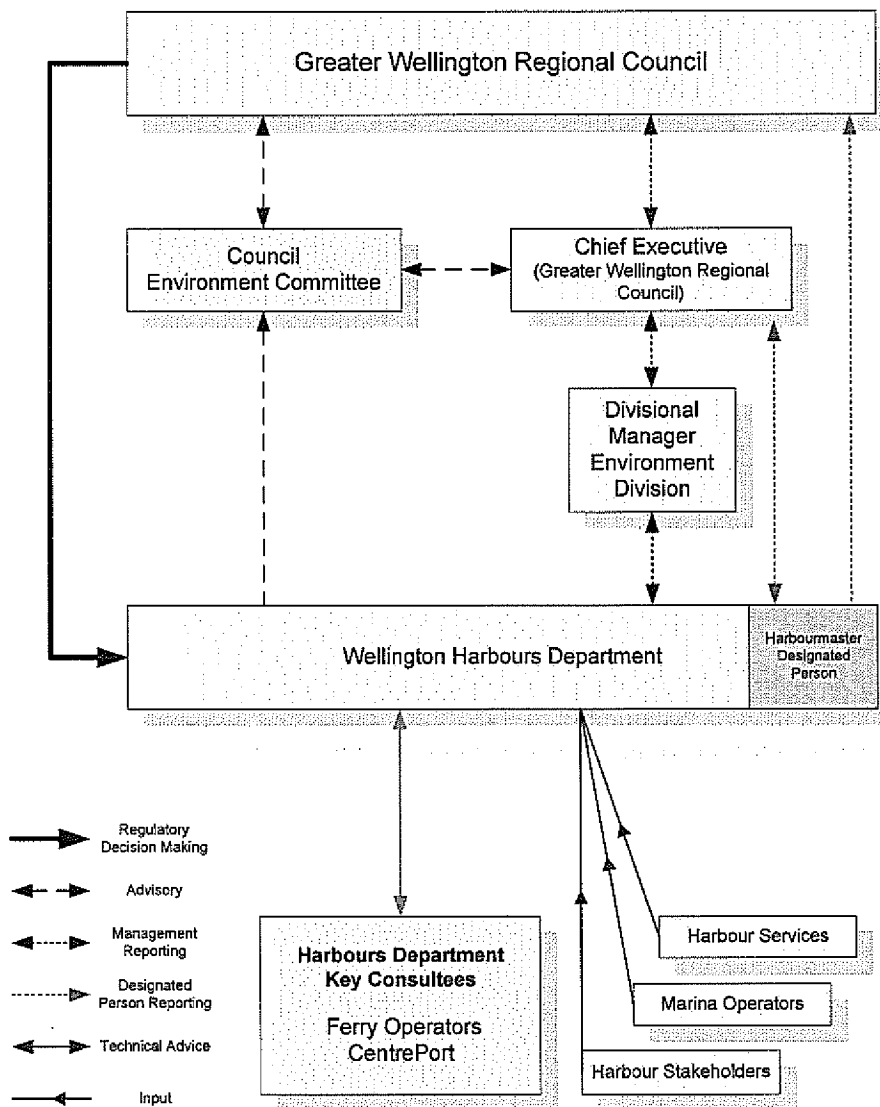 Greater Wellington Regional Council
Council
Environment Committee
Chief Executive
(Greater Wellington Regional
Council)
Divisional
Manager
Environment
Division
Wellington Harbours Department
Harbourmaster
Designated
Person
Regulatory
Decision Making
Advisory
Management
Reporting
Designated
Person Reporting
Technical Advice
Input
Harbours Department
Key Consultees
Ferry Operators
CentrePort
Harbour Services
Marina Operators
Harbour Stakeholders